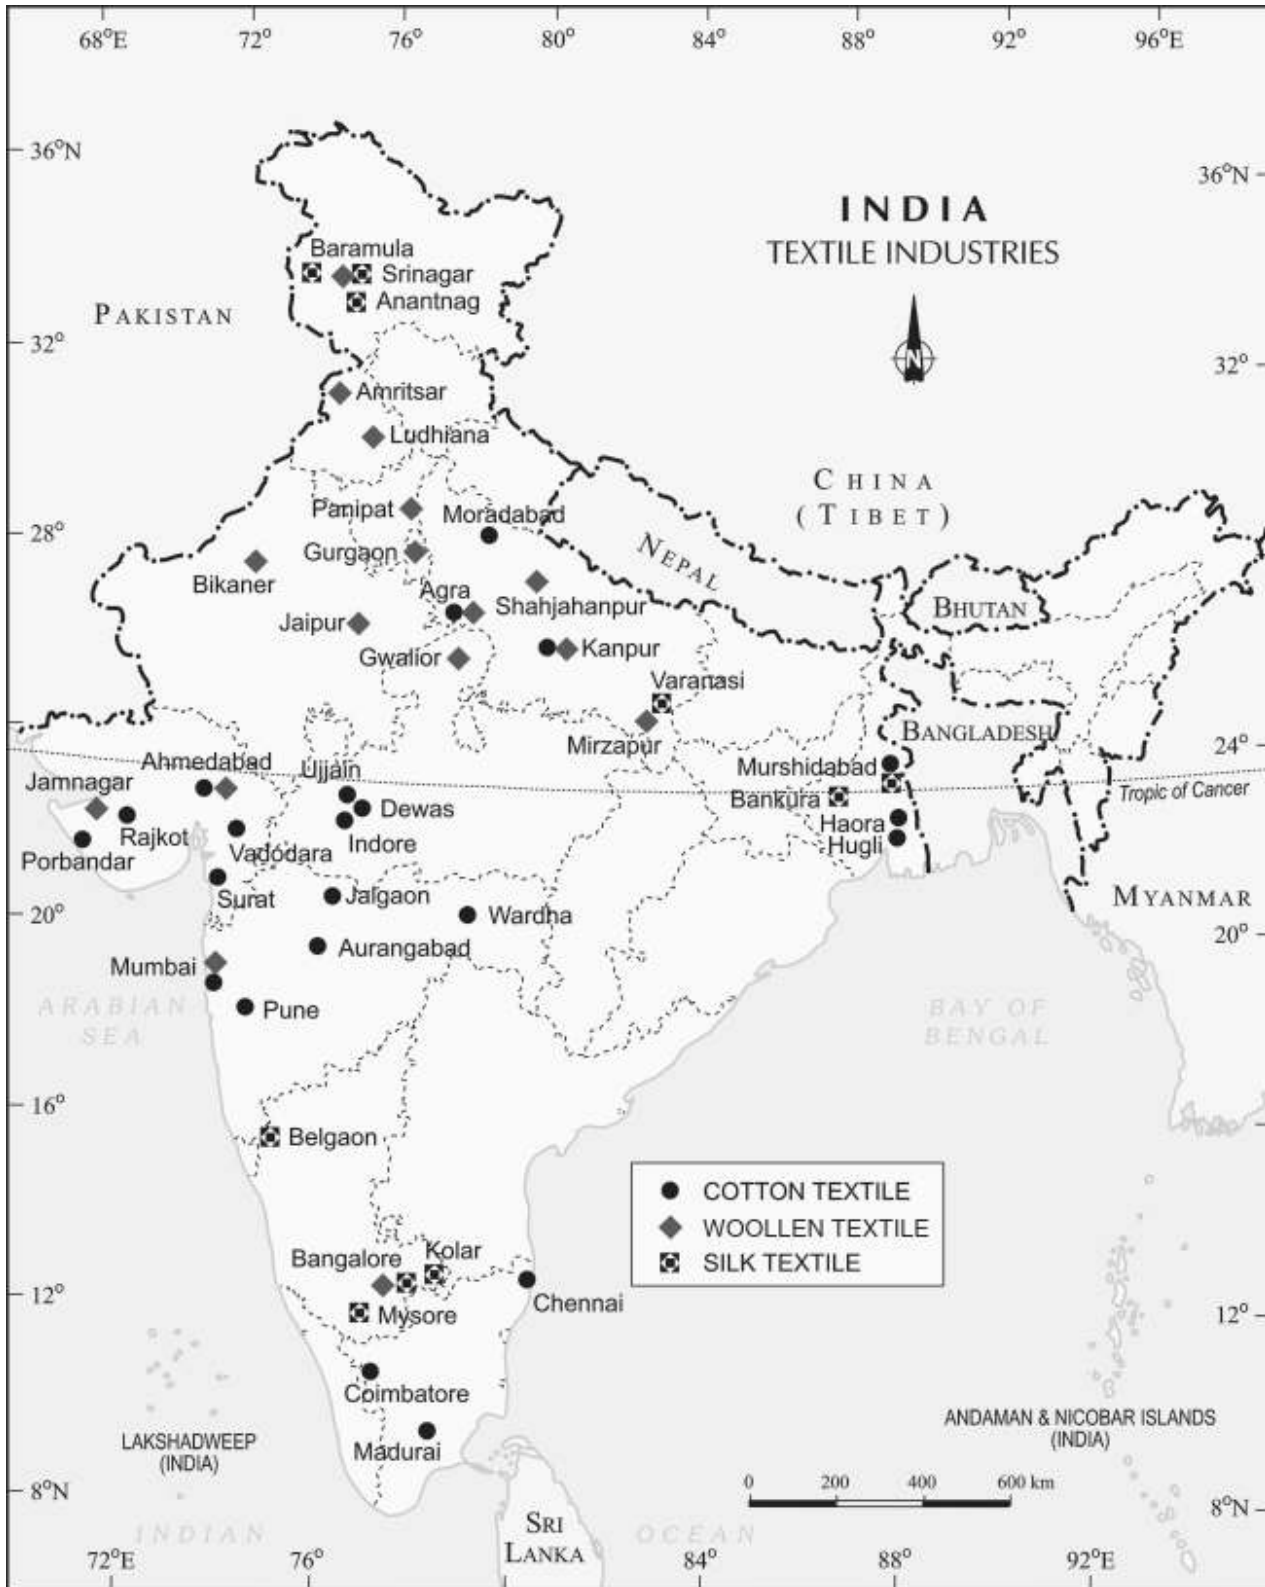 68°E 72° 76° 80° 84° 88° 92° 96°E
36°N
36°N
INDIA
TEXTILE INDUSTRIES
Baramula
Srinagar
Anantnag
PAKISTAN
N
32°
32°
Amritsar
Ludhiana
CHINA
(TIBET)
Panipat
Moradabad
28°
28°
NEPAL
Gurgaon
Bikaner
Agra
Shahjahanpur
BHUTAN
Jaipur
Gwalior
Kanpur
Varanasi
Mirzapur
BANGLADESH
24°
Ahmedabad
Ujjain
Murshidabad
Jamnagar
Bankura
Tropic of Cancer
Dewas
Rajkot
Haora
Porbandar
Vadodara
Indore
Hugli
Surat
Jalgaon
MYANMAR
20°
Wardha
20°
Aurangabad
Mumbai
ARABIAN
SEA
Pune
BAY OF
BENGAL
16°
Belgaon
COTTON TEXTILE
WOOLLEN TEXTILE
SILK TEXTILE
Kolar
Bangalore
12°
Chennai
12°
Mysore
Coimbatore
Madurai
LAKSHADWEEP
(INDIA)
ANDAMAN & NICOBAR ISLANDS
(INDIA)
0 200 400 600 km
8°N
8°N
SRI
LANKA
INDIAN OCEAN
72°E 76° 84° 88° 92°E